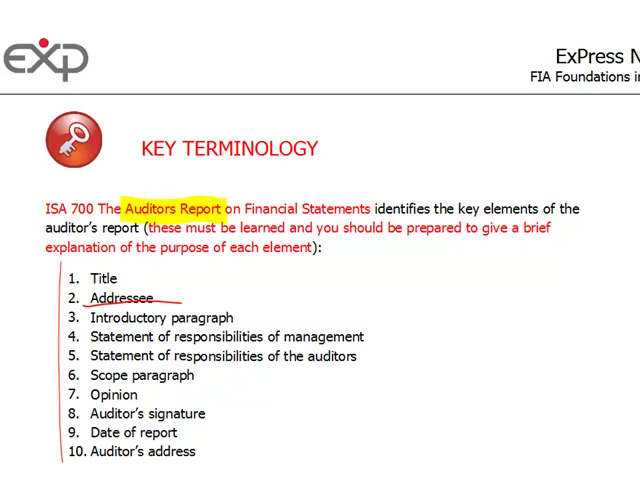 exp
ExPress N
FIA Foundations in
KEY TERMINOLOGY
ISA 700 The Auditors Report on Financial Statements identifies the key elements of the
auditor's report (these must be learned and you should be prepared to give a brief
explanation of the purpose of each element):
1. Title
2. Addressee
3. Introductory paragraph
4. Statement of responsibilities of management
5. Statement of responsibilities of the auditors
6. Scope paragraph
7. Opinion
8. Auditor's signature
9. Date of report
10. Auditor's address